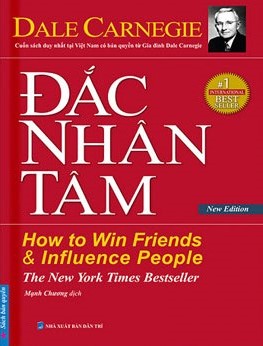 DALE CARNEGIE
Cuốn sách duy nhất tại Việt Nam có bản quyền từ Gia đình Dale Carnegie
#1
INTERNATIONAL
BEST
SELLER
ĐẮC
NHÂN
TÂM
New Edition
How to Win Friends
& Influence People
The New York Times Bestseller
Mạnh Chương dịch
Sách bản quyền
NHÀ XUẤT BẢN DÂN TRÍ